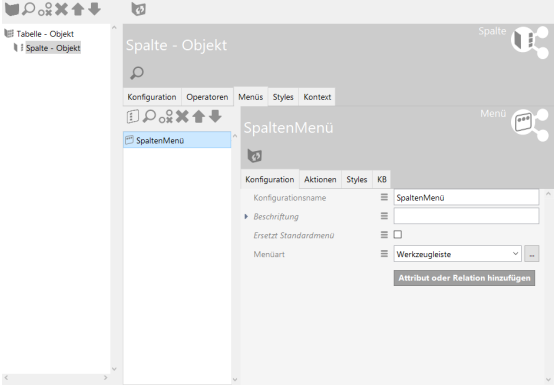 Tabelle - Objekt
Spalte - Objekt
Spalte
Spalte - Objekt
Konfiguration Operatoren Menüs Styles Kontext
SpaltenMenü
Menü
SpaltenMenü
Konfiguration Aktionen Styles KB
Konfigurationsname SpaltenMenü
Beschriftung
Ersetzt Standardmenü
Menüart Werkzeugleiste ...
Attribut oder Relation hinzufügen